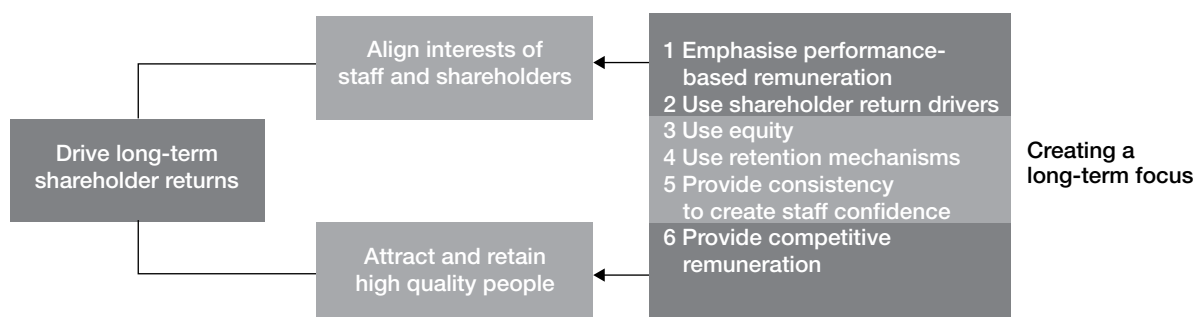 Drive long-term
shareholder returns
Align interests of
staff and shareholders
Attract and retain
high quality people
1 Emphasise performance-
based remuneration
2 Use shareholder return drivers
3 Use equity
4 Use retention mechanisms
5 Provide consistency
to create staff confidence
6 Provide competitive
remuneration
Creating a
long-term focus